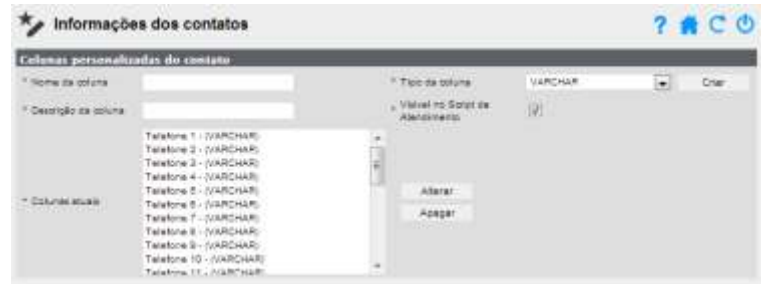 Informações dos contatos
Colunas personalizadas do contato
* Nome da coluna
* Tipo da coluna
VARCHAR
Criar
* Descrição da coluna
* Visível no Script de
Atendimento
* Colunas atuais
Telefone 1 - (VARCHAR)
Telefone 2 - (VARCHAR)
Telefone 3 - (VARCHAR)
Telefone 4 - (VARCHAR)
Telefone 5 - (VARCHAR)
Telefone 6 - (VARCHAR)
Telefone 7 - (VARCHAR)
Telefone 8 - (VARCHAR)
Telefone 9 - (VARCHAR)
Telefone 10 - (VARCHAR)
Telefone 11 - (VARCHAR)
Alterar
Apagar